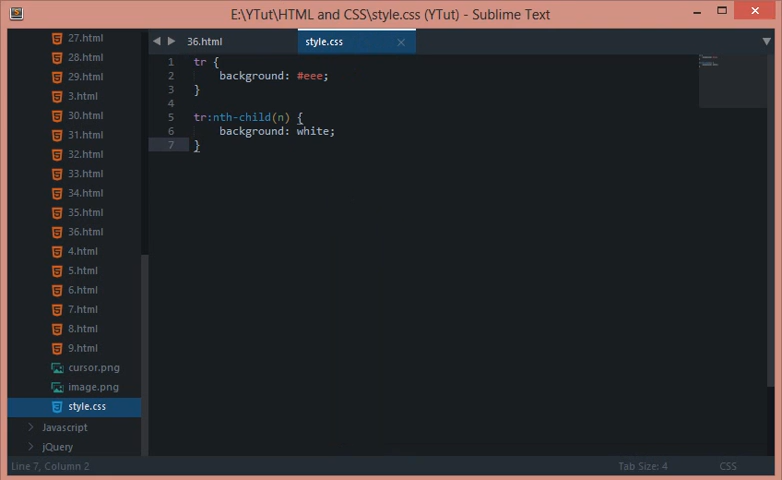 E:\YTut\HTML and CSS\style.css (YTut) - Sublime Text
27.html
28.html
29.html
3.html
30.html
31.html
32.html
33.html
34.html
35.html
36.html
4.html
5.html
6.html
7.html
8.html
9.html
cursor.png
image.png
style.css
Javascript
jQuery
36.html
style.css
1 tr {
2 background: #eee;
3 }
4
5 tr:nth-child(n) {
6 background: white;
7 }
Line 7, Column 2
Tab Size: 4
CSS